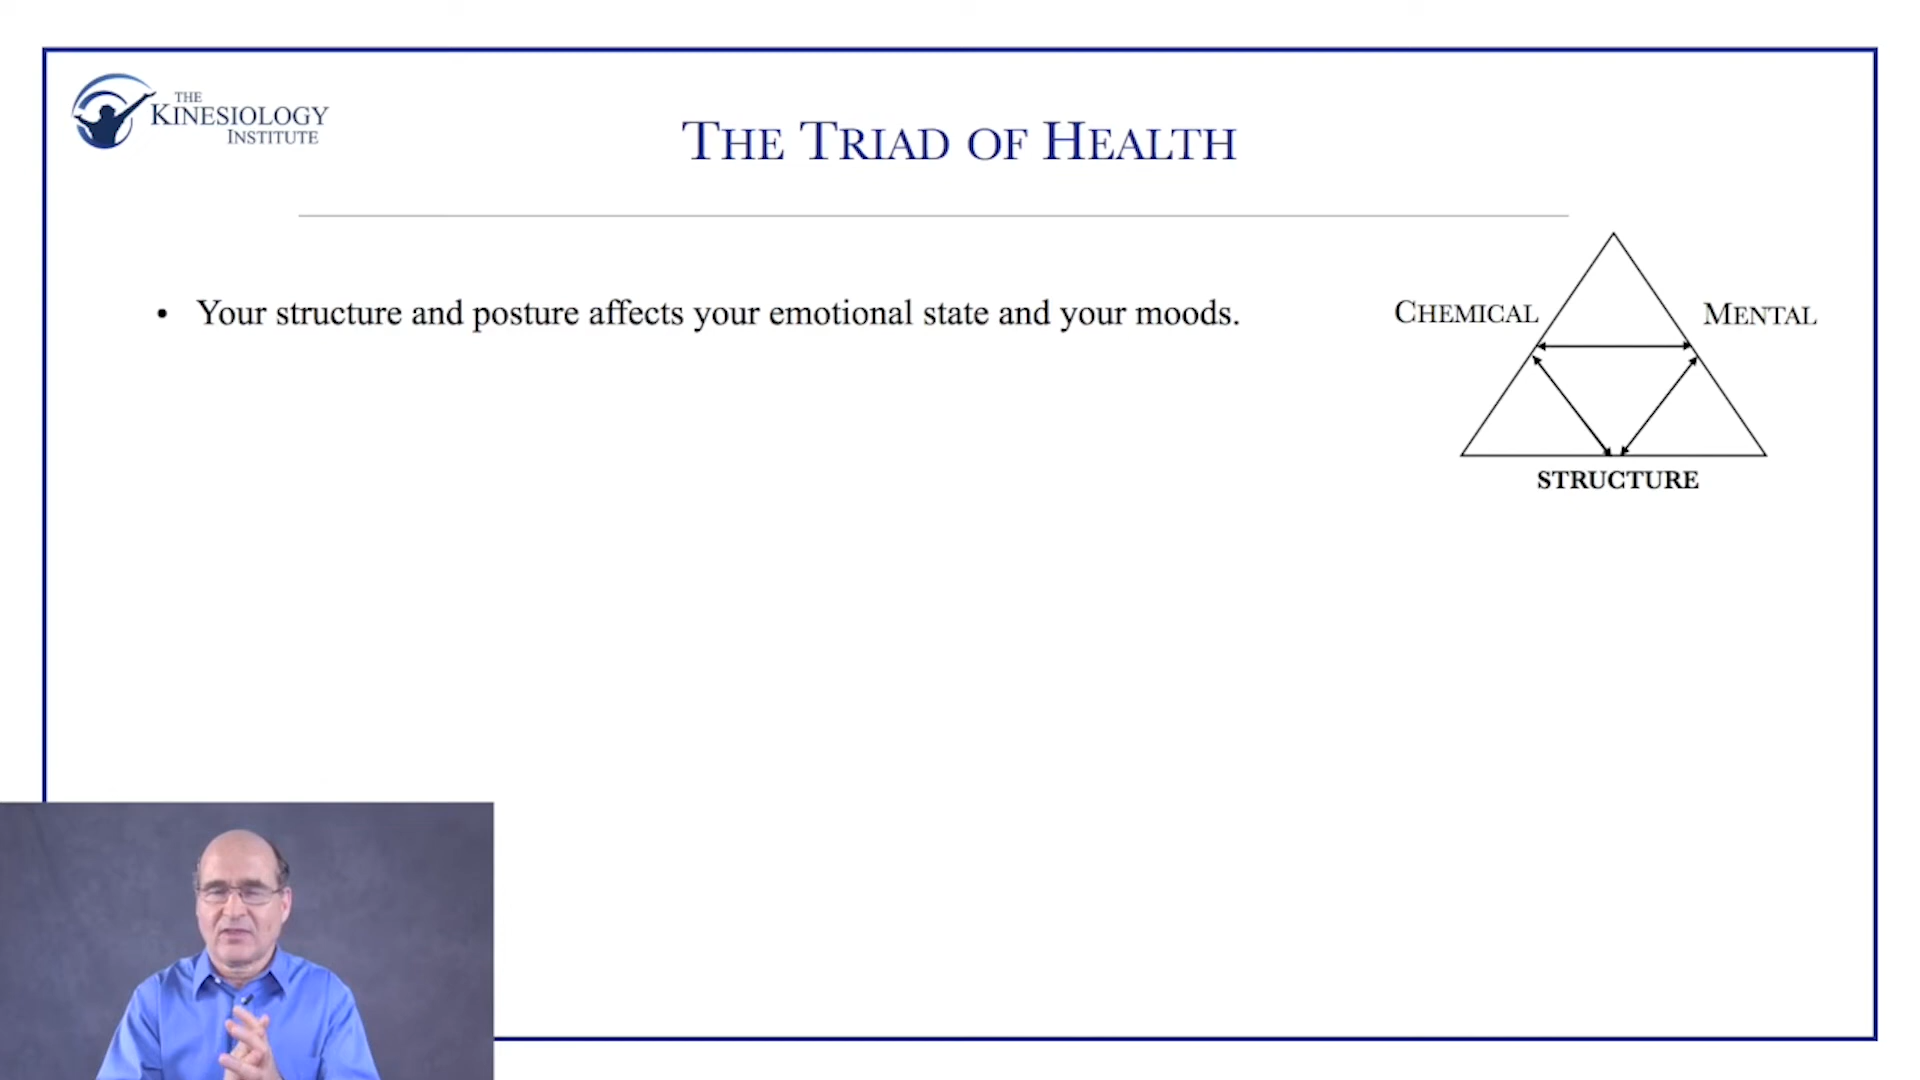 THE
KINESIOLOGY
INSTITUTE
THE TRIAD OF HEALTH
• Your structure and posture affects your emotional state and your moods.
CHEMICAL
MENTAL
STRUCTURE